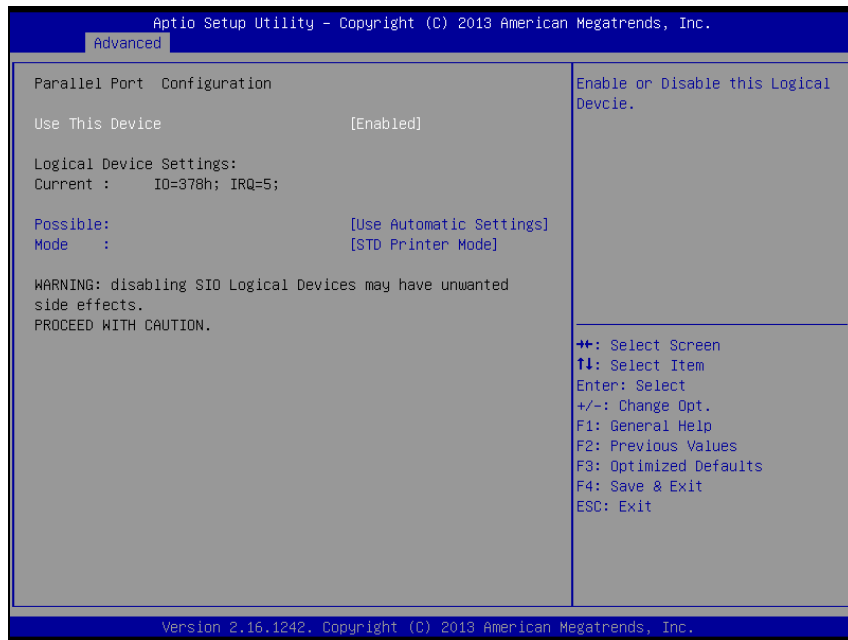 Aptio Setup Utility – Copyright (C) 2013 American Megatrends, Inc.
Advanced
Parallel Port Configuration
Use This Device [Enabled]
Logical Device Settings:
Current : IO=378h; IRQ=5;
Possible: [Use Automatic Settings]
Mode : [STD Printer Mode]
WARNING: disabling SIO Logical Devices may have unwanted
side effects.
PROCEED WITH CAUTION.
Enable or Disable this Logical
Devcie.
→←: Select Screen
↑↓: Select Item
Enter: Select
+/-: Change Opt.
F1: General Help
F2: Previous Values
F3: Optimized Defaults
F4: Save & Exit
ESC: Exit
Version 2.16.1242. Copyright (C) 2013 American Megatrends, Inc.